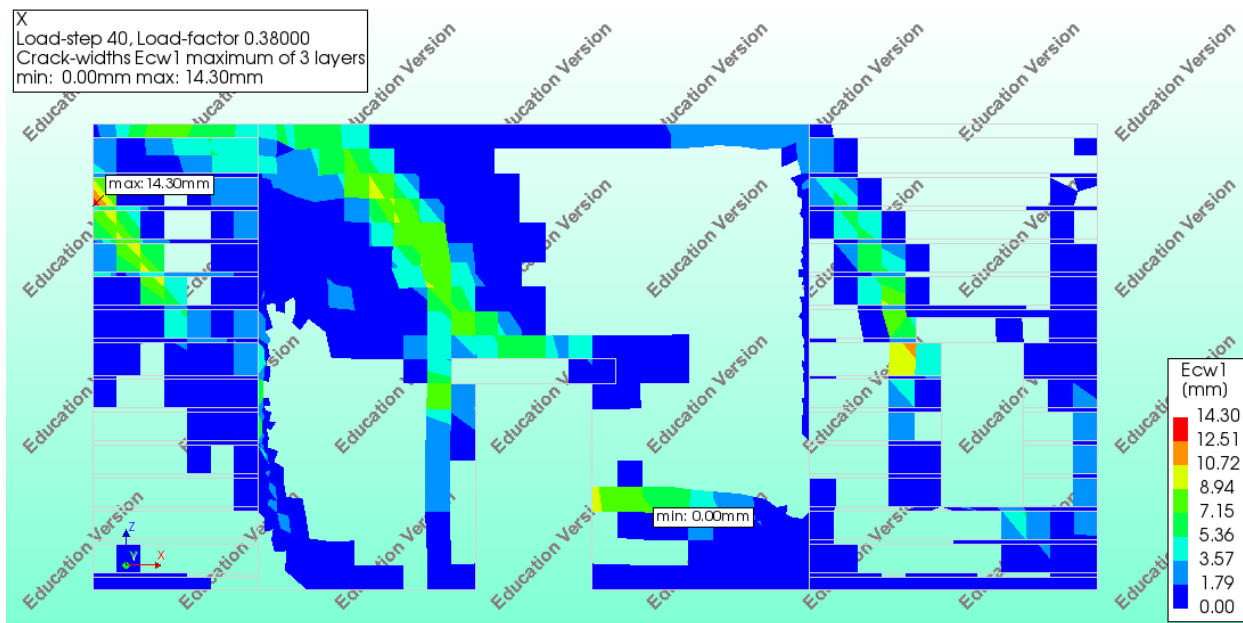 X
Load-step 40, Load-factor 0.38000
Crack-widths Ecw1 maximum of 3 layers
min: 0.00mm max: 14.30mm
Education Version
max: 14.30mm
min: 0.00mm
Z
Y
X
Ecw1
(mm)
14.30
12.51
10.72
8.94
7.15
5.36
3.57
1.79
0.00